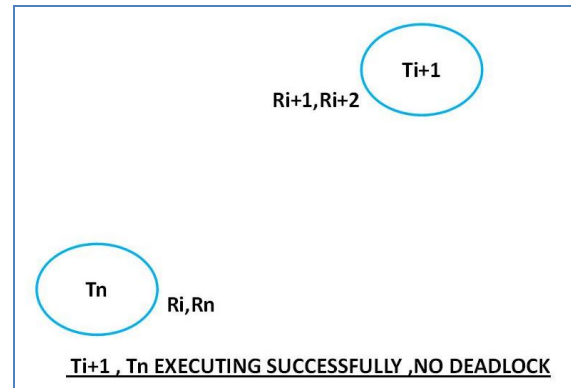 Ti+1
Ri+1,Ri+2
Tn
Ri,Rn
Ti+1 , Tn EXECUTING SUCCESSFULLY ,NO DEADLOCK